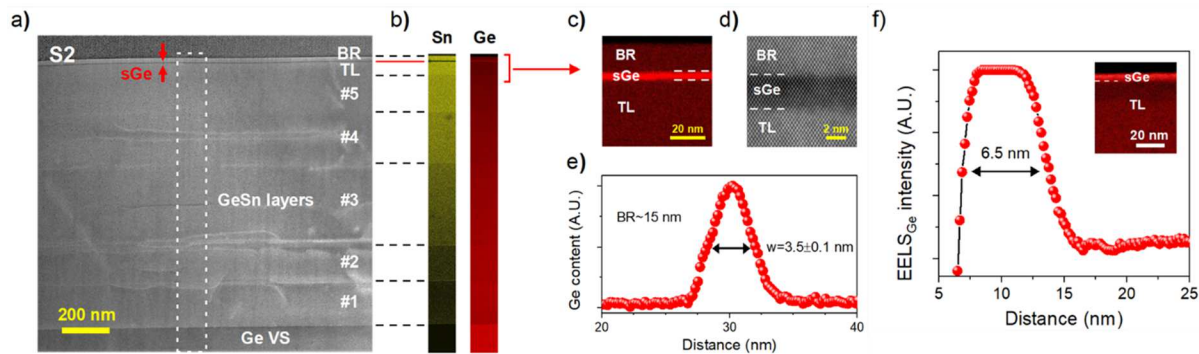 a)
S2
sGe
BR
TL
#5
#4
GeSn layers
#3
#2
#1
200 nm
Ge VS
b)
Sn
Ge
c)
BR
sGe
TL
20 nm
d)
BR
sGe
TL
2 nm
e)
Ge content (A.U.)
BR~15 nm
w=3.5±0.1 nm
20
30
40
Distance (nm)
f)
EELS_Ge intensity (A.U.)
sGe
TL
20 nm
6.5 nm
5
10
15
20
25
Distance (nm)